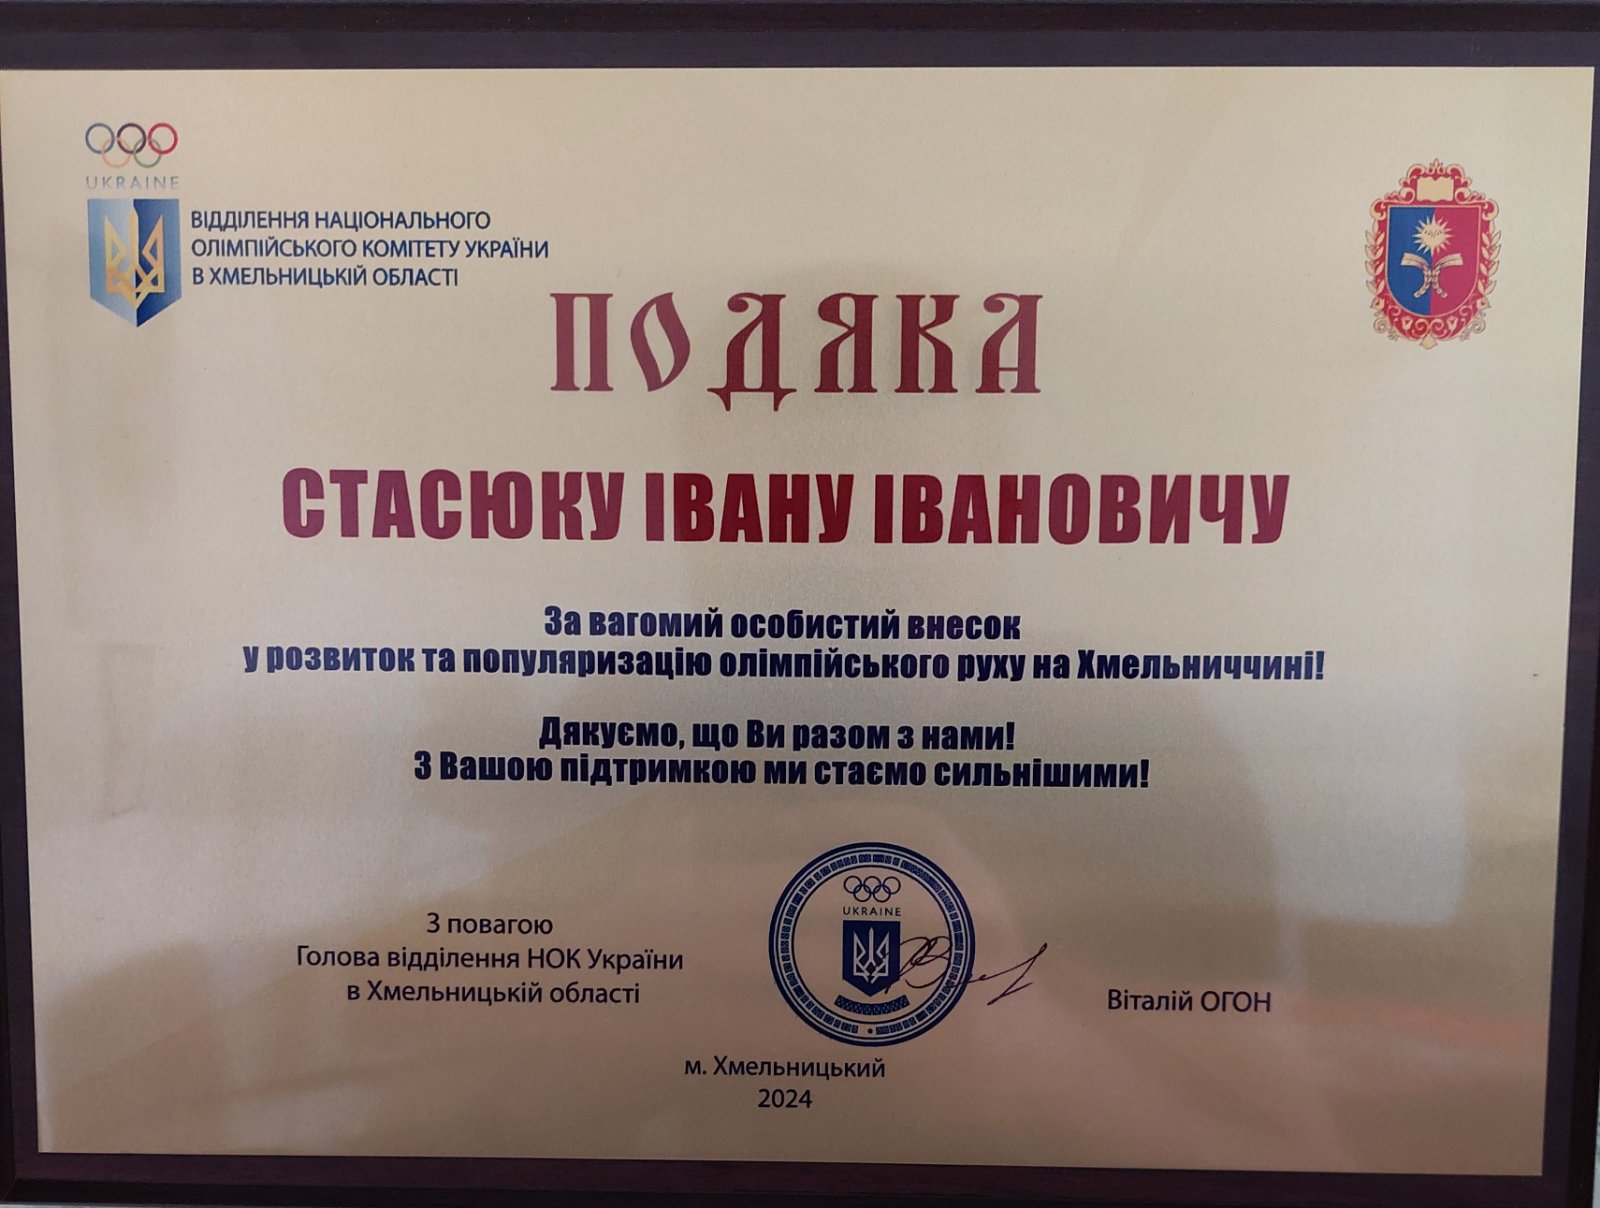 UKRAINE
ВІДДІЛЕННЯ НАЦІОНАЛЬНОГО
ОЛІМПІЙСЬКОГО КОМІТЕТУ УКРАЇНИ
В ХМЕЛЬНИЦЬКІЙ ОБЛАСТІ
ПОДЯКА
СТАСЮКУ ІВАНУ ІВАНОВИЧУ
За вагомий особистий внесок
у розвиток та популяризацію олімпійського руху на Хмельниччині!
Дякуємо, що Ви разом з нами!
З Вашою підтримкою ми стаємо сильнішими!
З повагою
Голова відділення НОК України
в Хмельницькій області
UKRAINE
Віталій ОГОН
м. Хмельницький
2024